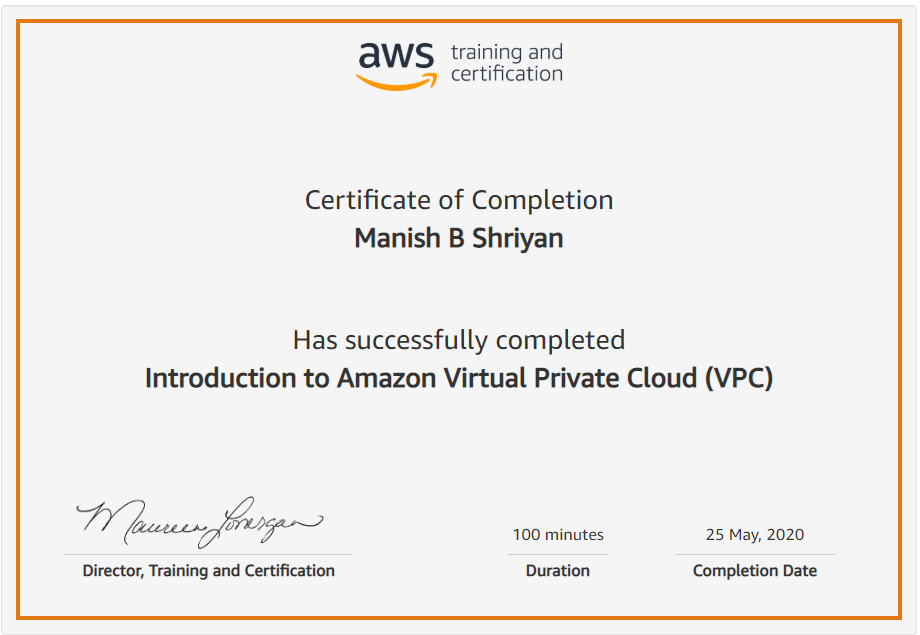 aws training and
certification
Certificate of Completion
Manish B Shriyan
Has successfully completed
Introduction to Amazon Virtual Private Cloud (VPC)
Maureen Lonergan
100 minutes
25 May, 2020
Director, Training and Certification
Duration
Completion Date